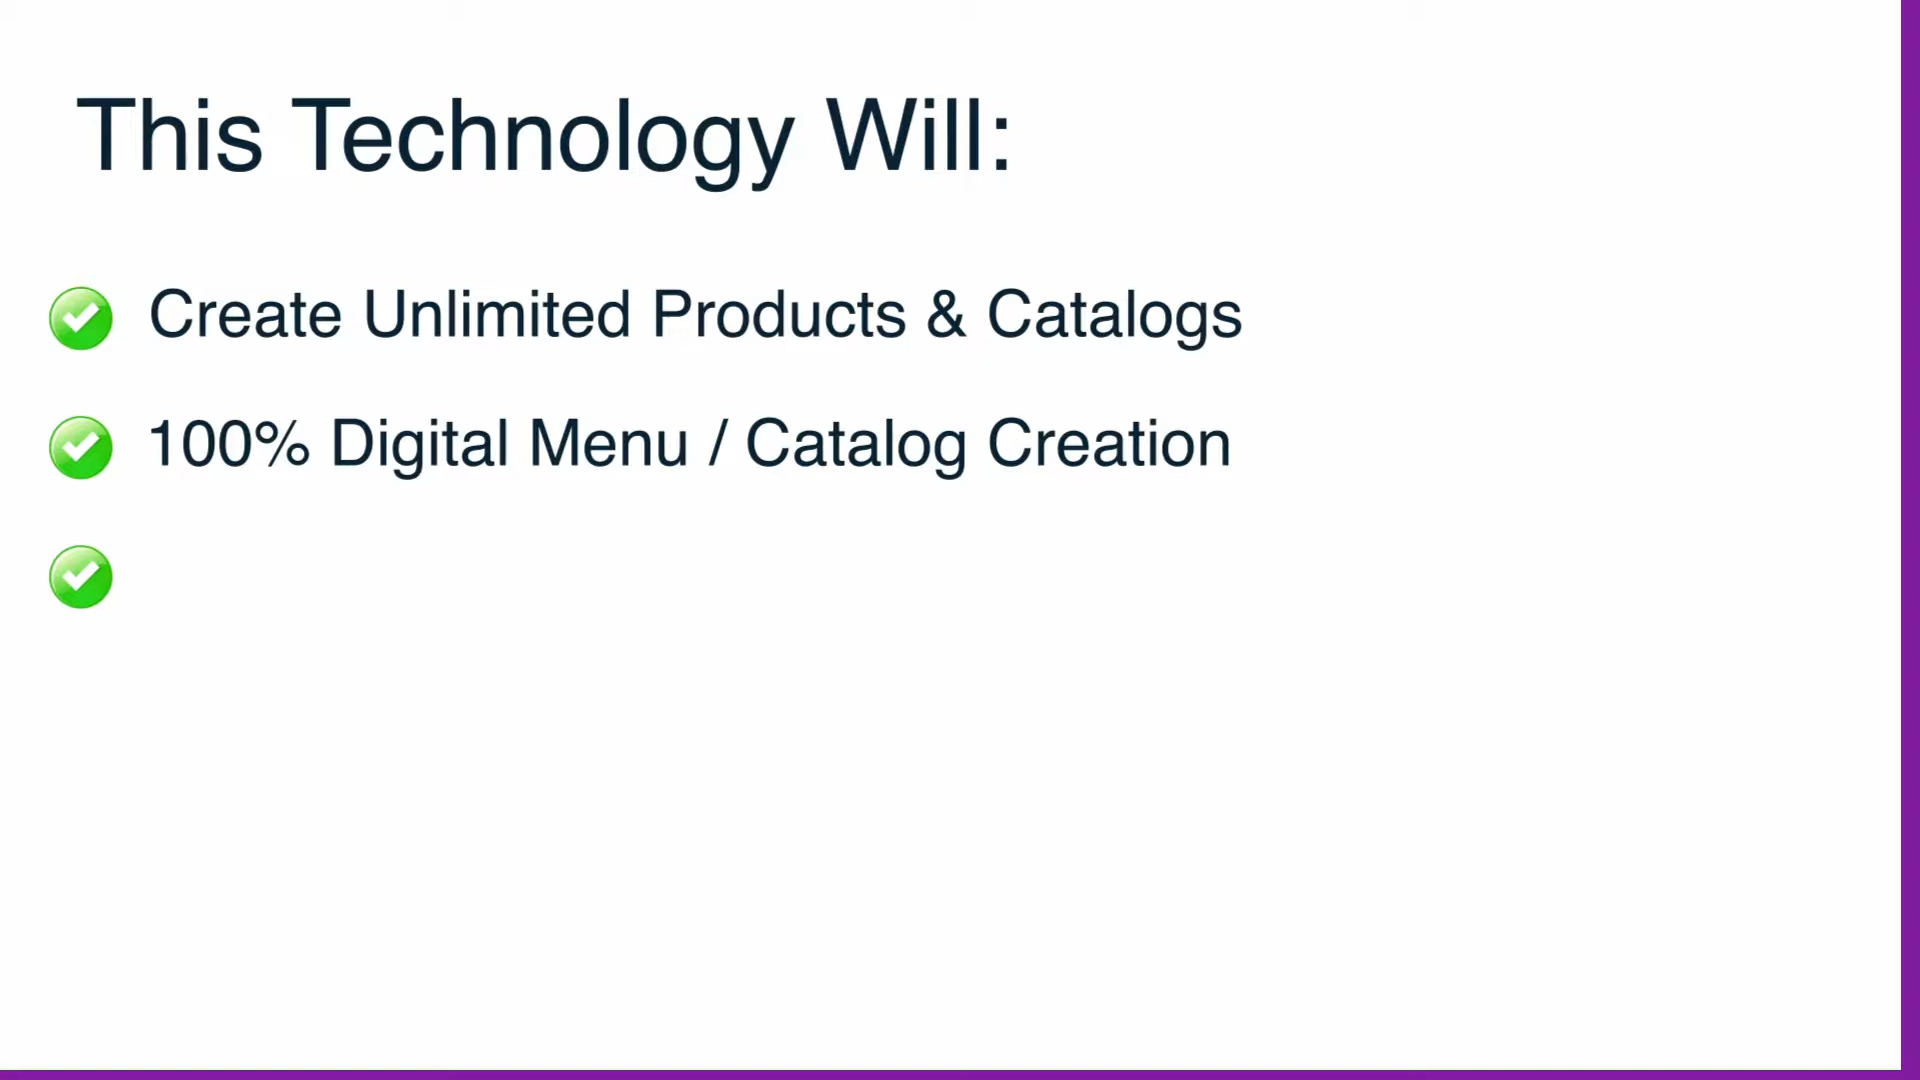 This Technology Will:
Create Unlimited Products & Catalogs
100% Digital Menu / Catalog Creation